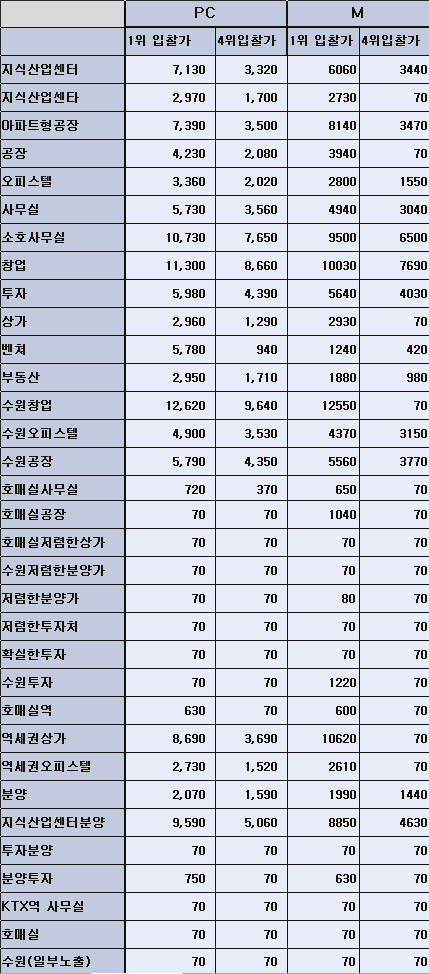 PC M
1위 입찰가 4위입찰가 1위 입찰가 4위입찰가
지식산업센터 7,130 3,320 6060 3440
지식산업센타 2,970 1,700 2730 70
아파트형공장 7,390 3,500 8140 3470
공장 4,230 2,080 3940 70
오피스텔 3,360 2,020 2800 1550
사무실 5,730 3,560 4940 3040
소호사무실 10,730 7,650 9500 6500
창업 11,300 8,660 10030 7690
투자 5,980 4,390 5640 4030
상가 2,960 1,290 2930 70
벤쳐 5,780 940 1240 420
부동산 2,950 1,710 1880 980
수원창업 12,620 9,640 12550 70
수원오피스텔 4,900 3,530 4370 3150
수원공장 5,790 4,350 5560 3770
호매실사무실 720 370 650 70
호매실공장 70 70 1040 70
호매실저렴한상가 70 70 70 70
수원저렴한분양가 70 70 70 70
저렴한분양가 70 70 80 70
저렴한투자처 70 70 70 70
확실한투자 70 70 70 70
수원투자 70 70 1220 70
호매실역 630 70 600 70
역세권상가 8,690 3,690 10620 70
역세권오피스텔 2,730 1,520 2610 70
분양 2,070 1,590 1990 1440
지식산업센터분양 9,590 5,060 8850 4630
투자분양 70 70 70 70
분양투자 750 70 630 70
KTX역 사무실 70 70 70 70
호매실 70 70 70 70
수원(일부노출) 70 70 70 70